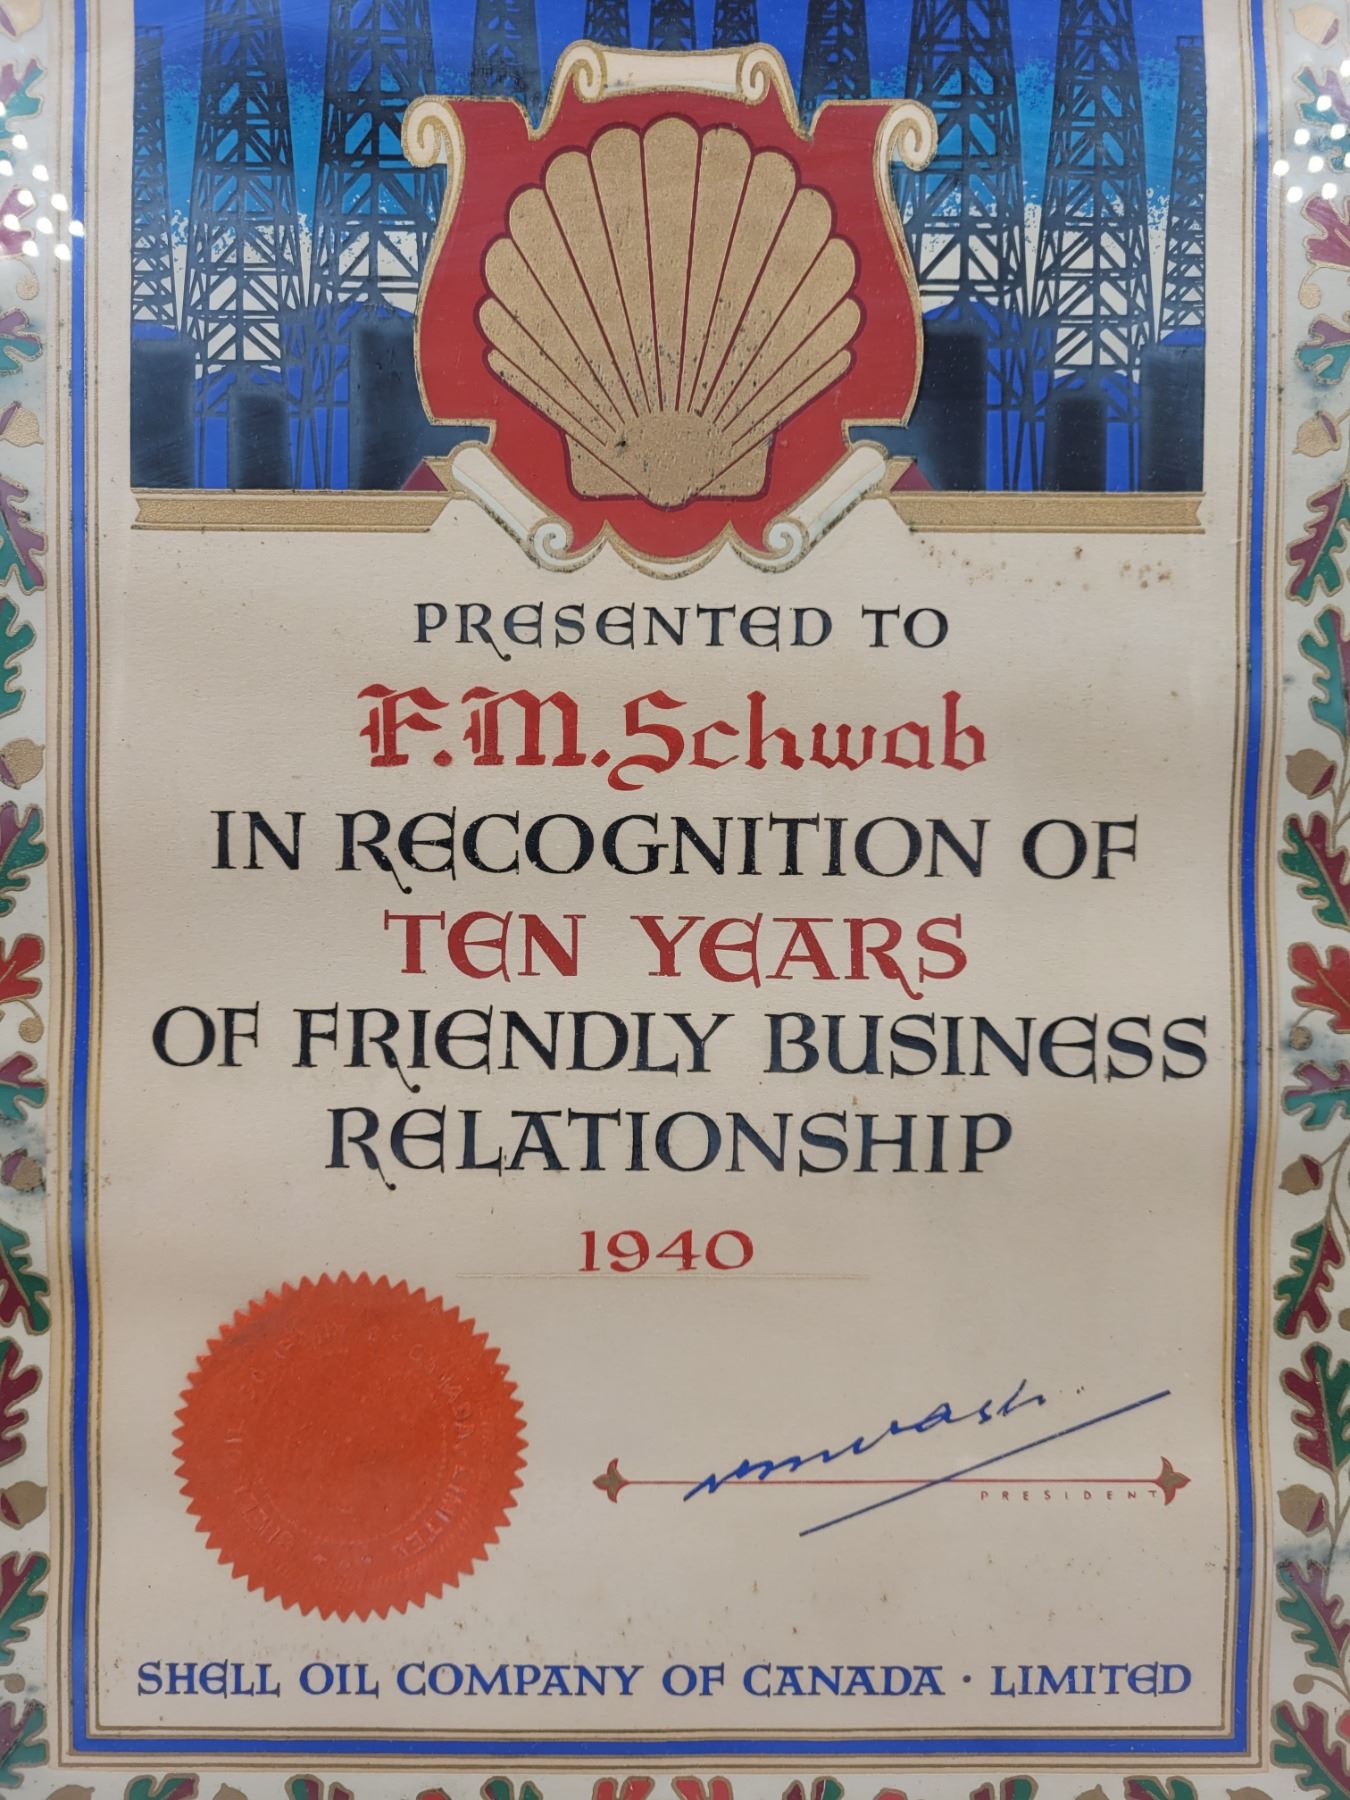 PRESENTED TO
F.M.Schwab
IN RECOGNITION OF
TEN YEARS
OF FRIENDLY BUSINESS
RELATIONSHIP
1940
PRESIDENT
SHELL OIL COMPANY OF CANADA · LIMITED